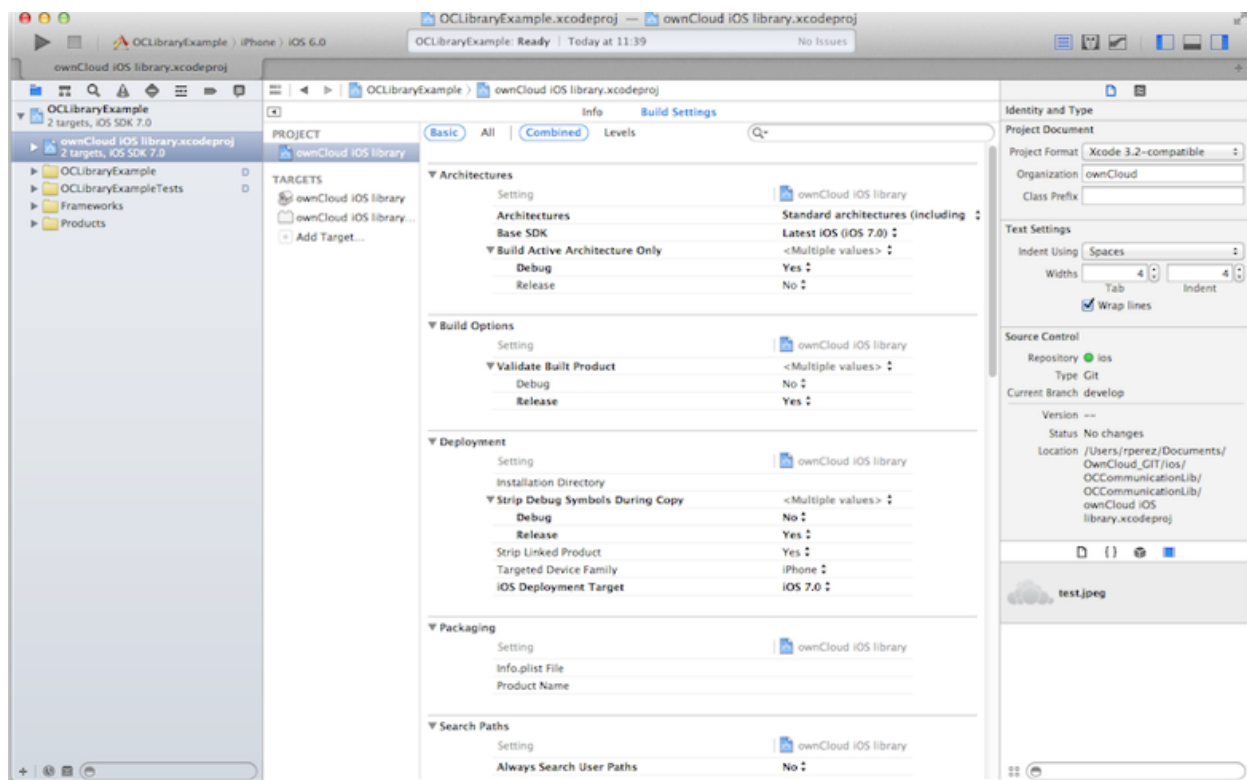 OCLibraryExample.xcodeproj — ownCloud iOS library.xcodeproj
OCLibraryExample › iPhone › iOS 6.0
OCLibraryExample: Ready | Today at 11:39
No Issues
ownCloud iOS library.xcodeproj
OCLibraryExample
2 targets, iOS SDK 7.0
ownCloud iOS library.xcodeproj
2 targets, iOS SDK 7.0
OCLibraryExample D
OCLibraryExampleTests D
Frameworks
Products
OCLibraryExample › ownCloud iOS library.xcodeproj
Info Build Settings
PROJECT
ownCloud iOS library
TARGETS
ownCloud iOS library
ownCloud iOS library...
Add Target...
Basic All Combined Levels
Architectures
Setting ownCloud iOS library
Architectures Standard architectures (including
Base SDK Latest iOS (iOS 7.0)
Build Active Architecture Only <Multiple values>
Debug Yes
Release No
Build Options
Setting ownCloud iOS library
Validate Built Product <Multiple values>
Debug No
Release Yes
Deployment
Setting ownCloud iOS library
Installation Directory
Strip Debug Symbols During Copy <Multiple values>
Debug No
Release Yes
Strip Linked Product Yes
Targeted Device Family iPhone
iOS Deployment Target iOS 7.0
Packaging
Setting ownCloud iOS library
Info.plist File
Product Name
Search Paths
Setting ownCloud iOS library
Always Search User Paths No
Identity and Type
Project Document
Project Format Xcode 3.2-compatible
Organization ownCloud
Class Prefix
Text Settings
Indent Using Spaces
Widths 4 4
Tab Indent
Wrap lines
Source Control
Repository ios
Type Git
Current Branch develop
Version --
Status No changes
Location /Users/rperez/Documents/
OwnCloud_GIT/ios/
OCCommunicationLib/
OCCommunicationLib/
ownCloud iOS
library.xcodeproj
test.jpeg